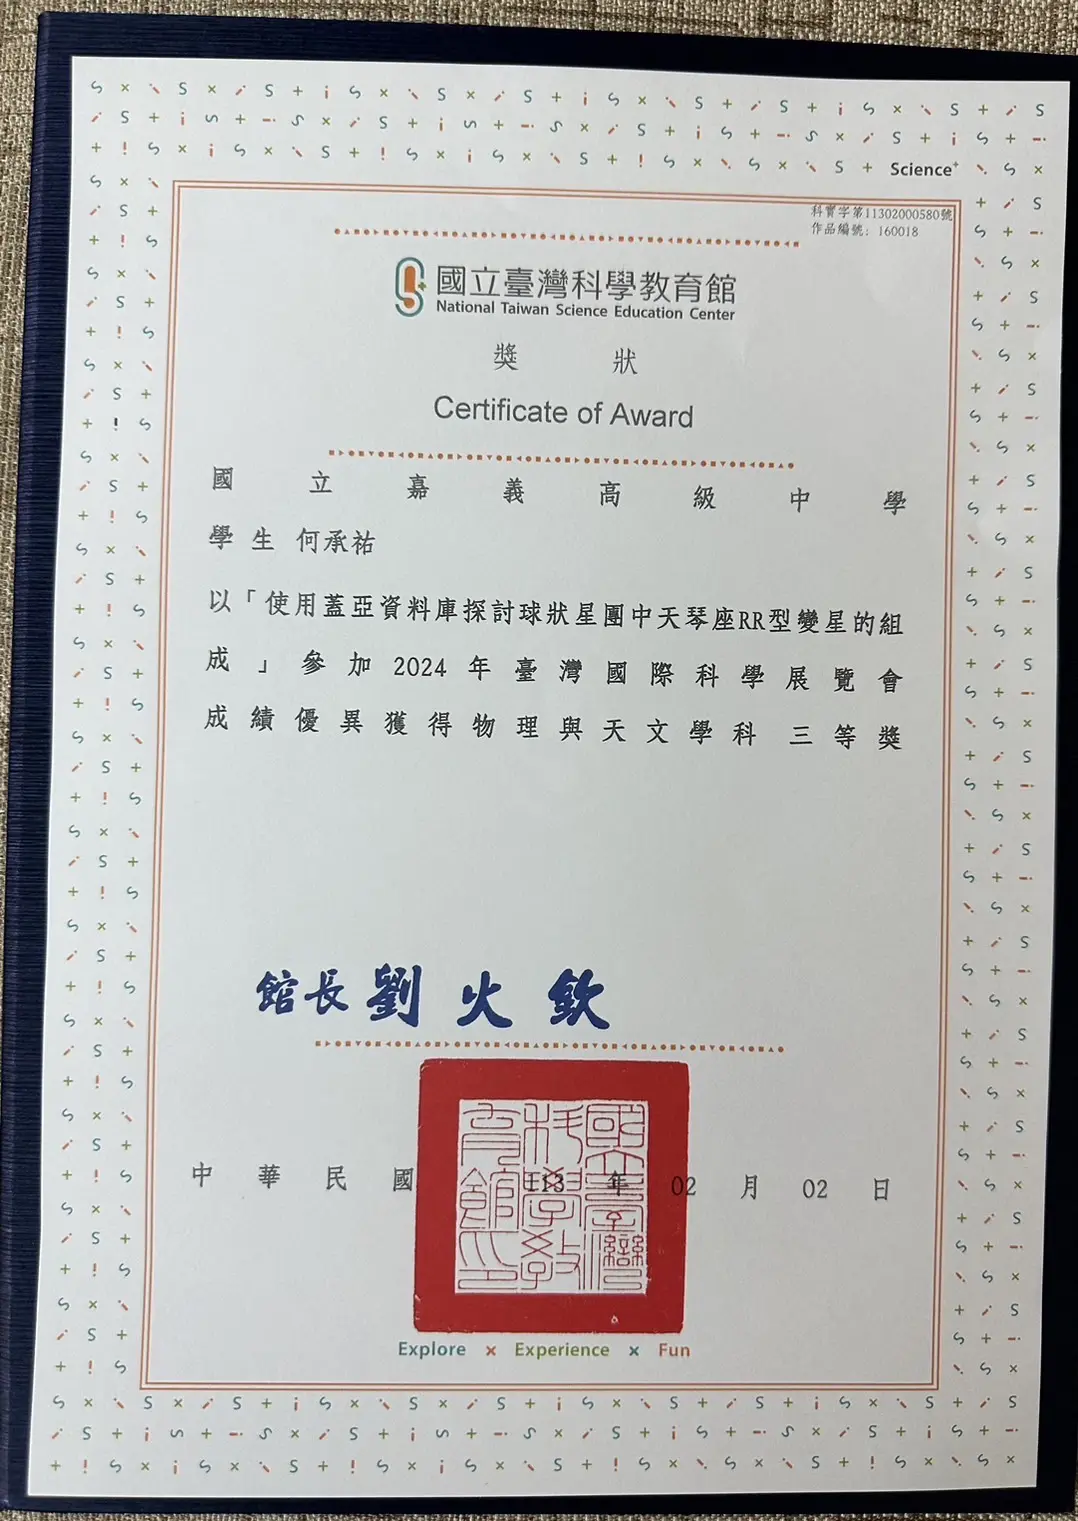 Science+
科實字第11302000580號
作品編號: 160018
國立臺灣科學教育館
National Taiwan Science Education Center
獎狀
Certificate of Award
國立嘉義高級中學
學生 何承祐
以「使用蓋亞資料庫探討球狀星團中天琴座RR型變星的組
成」參加2024年臺灣國際科學展覽會
成績優異獲得物理與天文學科 三等獎
館長劉火欽
國立臺灣
科學教
育館印
中華民國 113 年 02 月 02 日
Explore × Experience × Fun